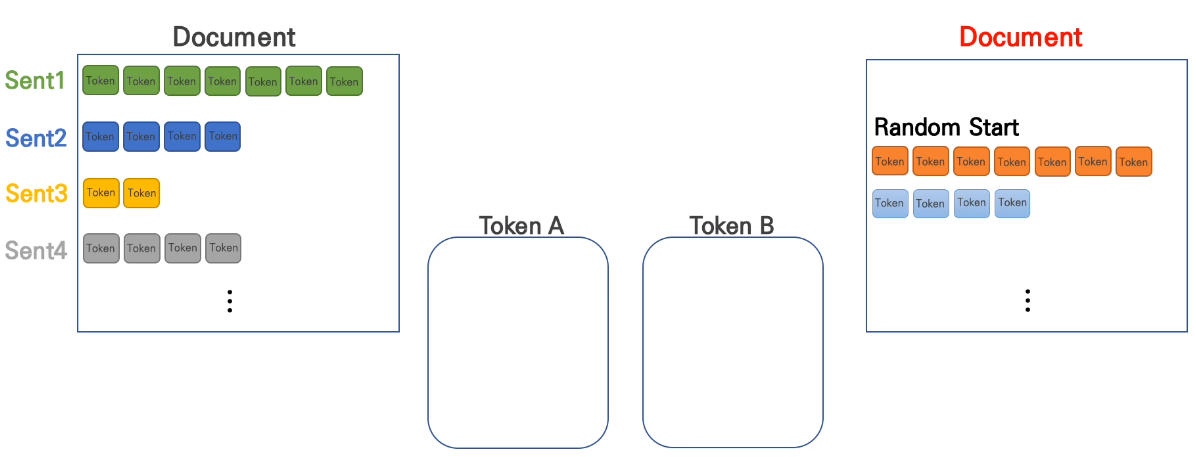 Document
Sent1 Token Token Token Token Token Token Token
Sent2 Token Token Token Token
Sent3 Token Token
Sent4 Token Token Token Token
Token A
Token B
Document
Random Start
Token Token Token Token Token Token Token
Token Token Token Token